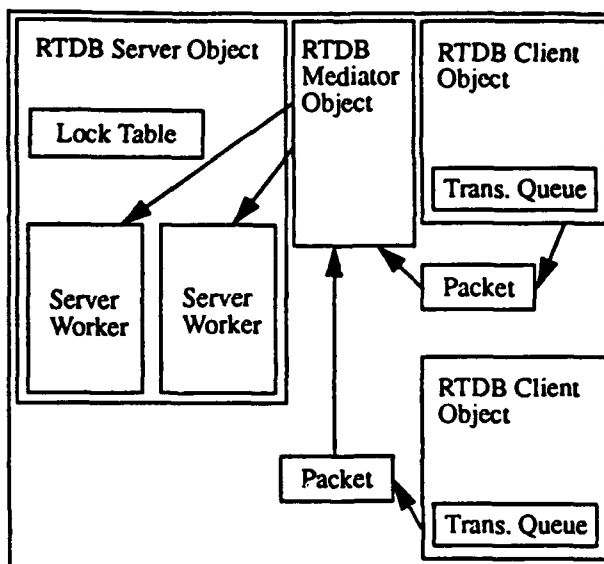 RTDB Server Object
Lock Table
Server
Worker
Server
Worker
RTDB
Mediator
Object
RTDB Client
Object
Trans. Queue
Packet
RTDB Client
Object
Packet
Trans. Queue